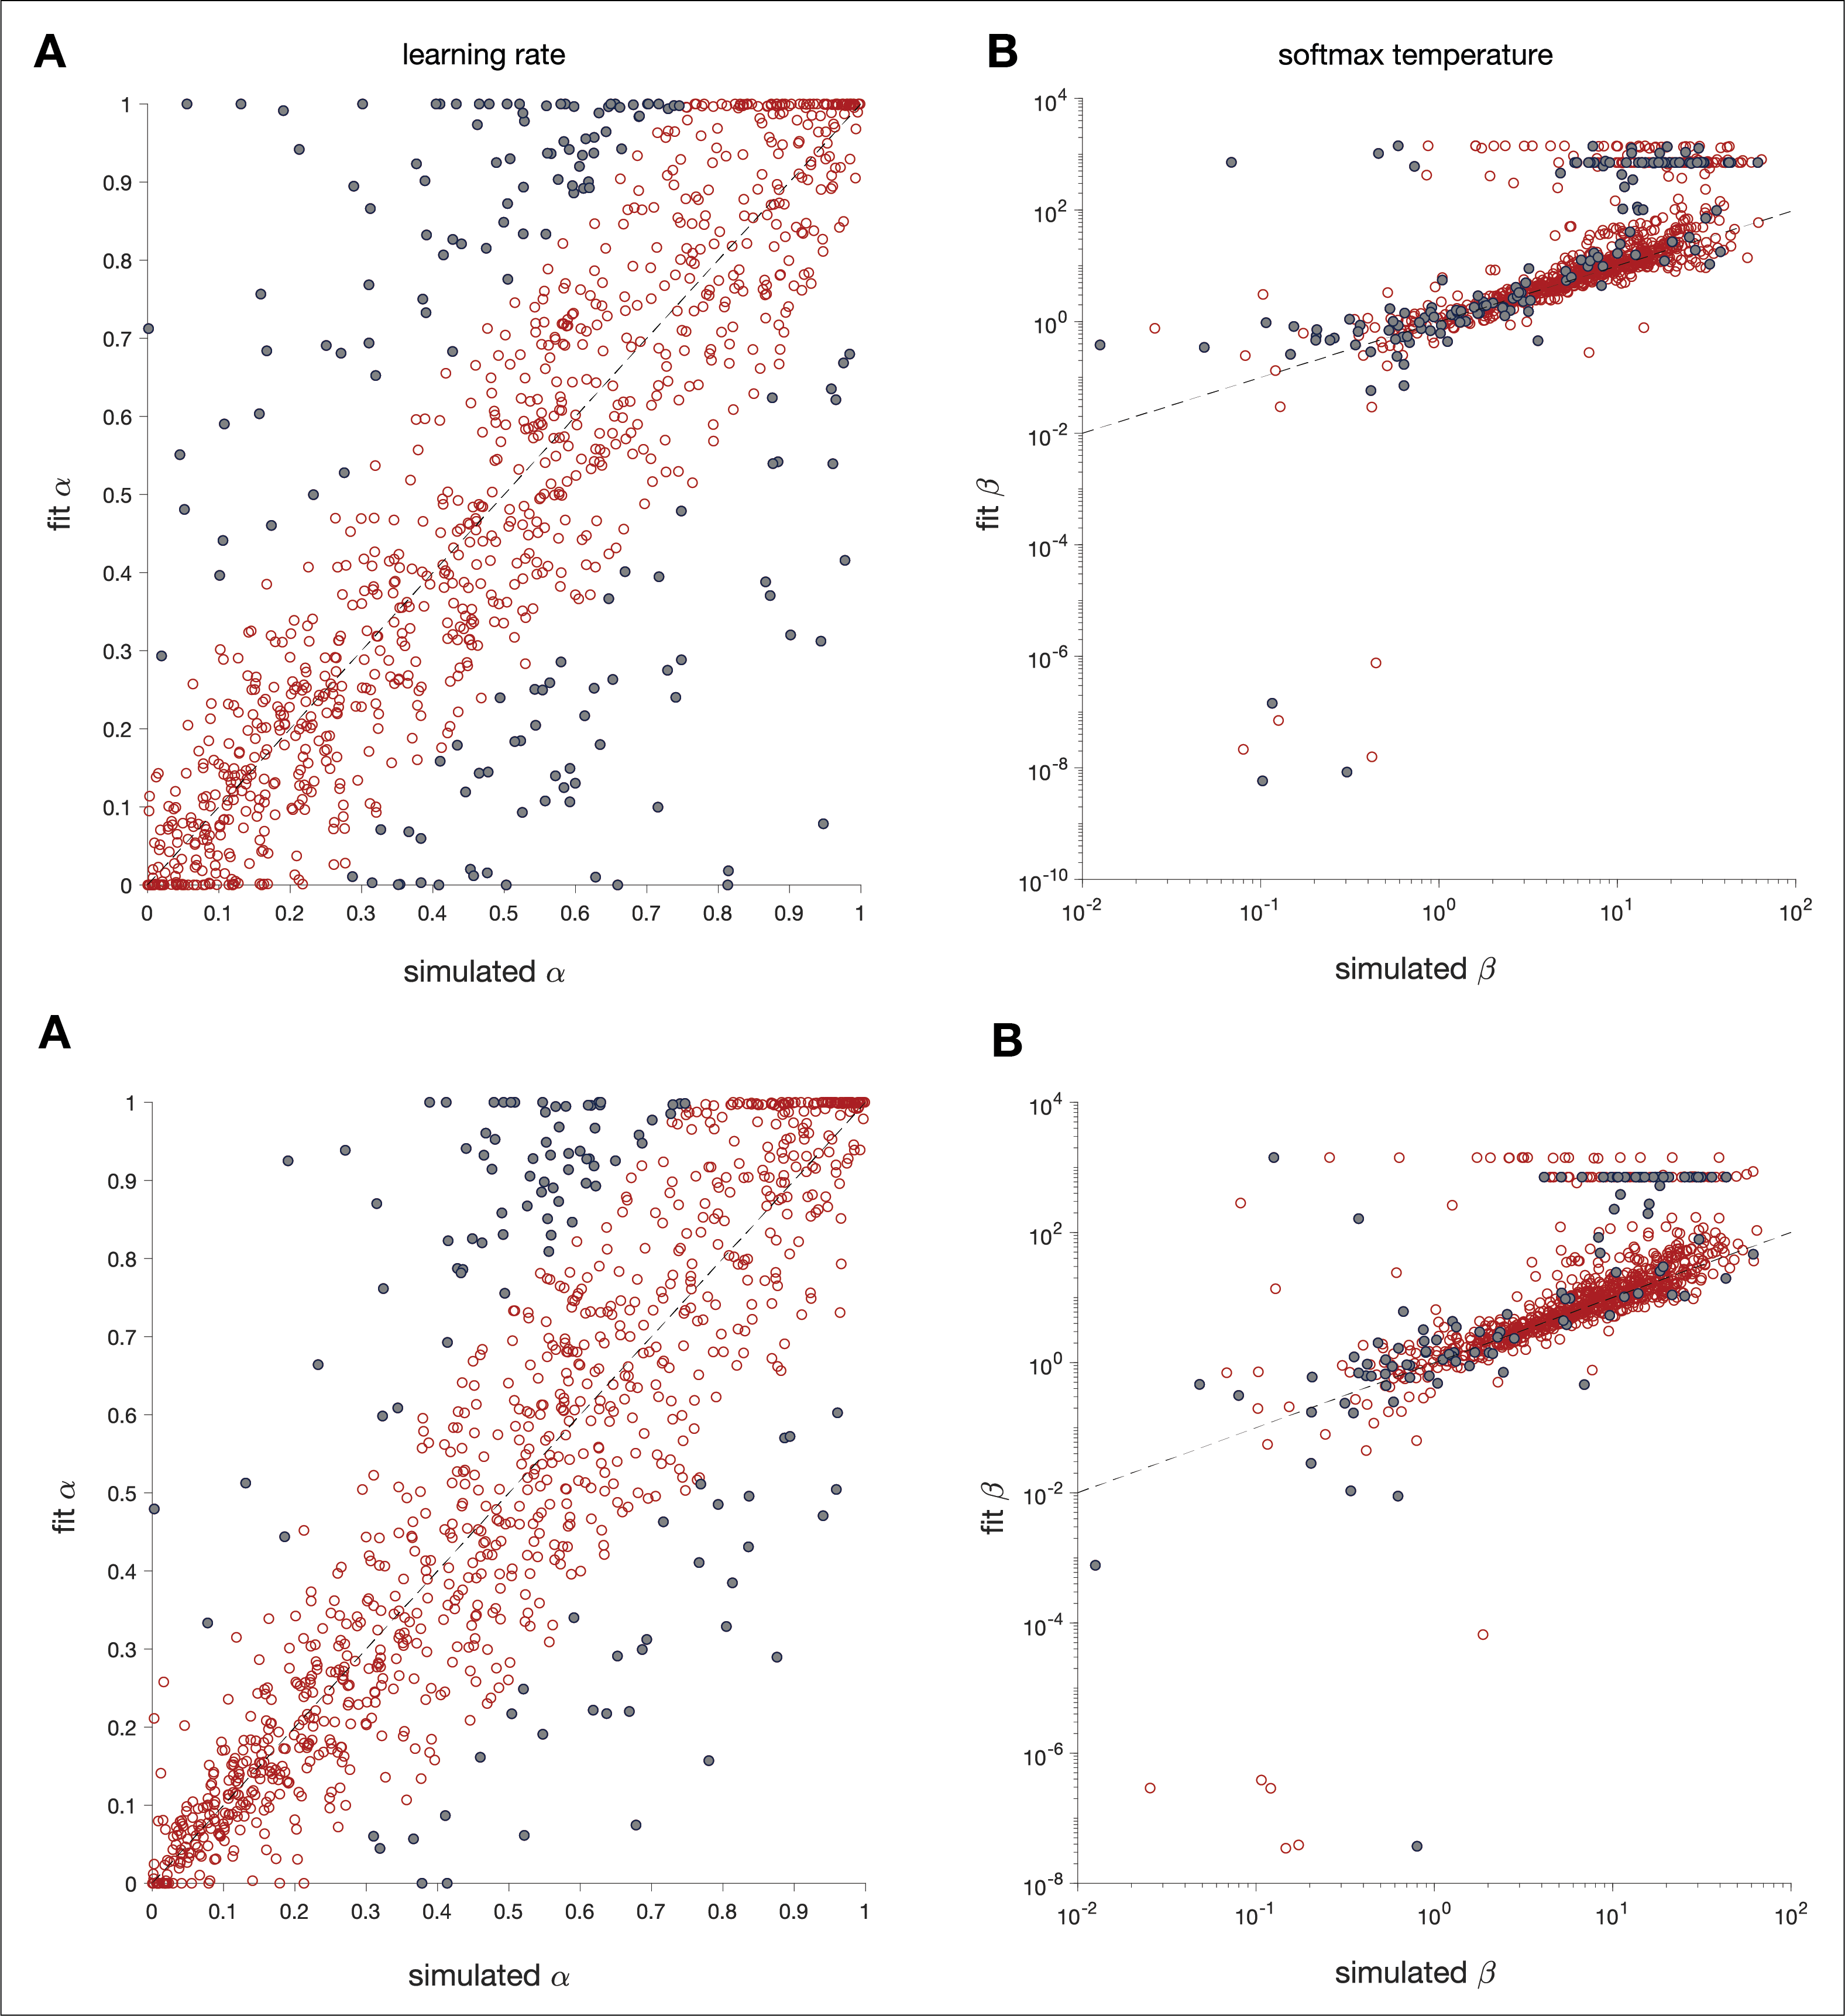 A
learning rate
B
softmax temperature
1
0.9
0.8
0.7
0.6
0.5
0.4
0.3
0.2
0.1
0
fit α
0 0.1 0.2 0.3 0.4 0.5 0.6 0.7 0.8 0.9 1
simulated α
10^4
10^2
10^0
10^-2
10^-4
10^-6
10^-8
10^-10
fit β
10^-2 10^-1 10^0 10^1 10^2
simulated β
A
B
1
0.9
0.8
0.7
0.6
0.5
0.4
0.3
0.2
0.1
0
fit α
0 0.1 0.2 0.3 0.4 0.5 0.6 0.7 0.8 0.9 1
simulated α
10^4
10^2
10^0
10^-2
10^-4
10^-6
10^-8
fit β
10^-2 10^-1 10^0 10^1 10^2
simulated β